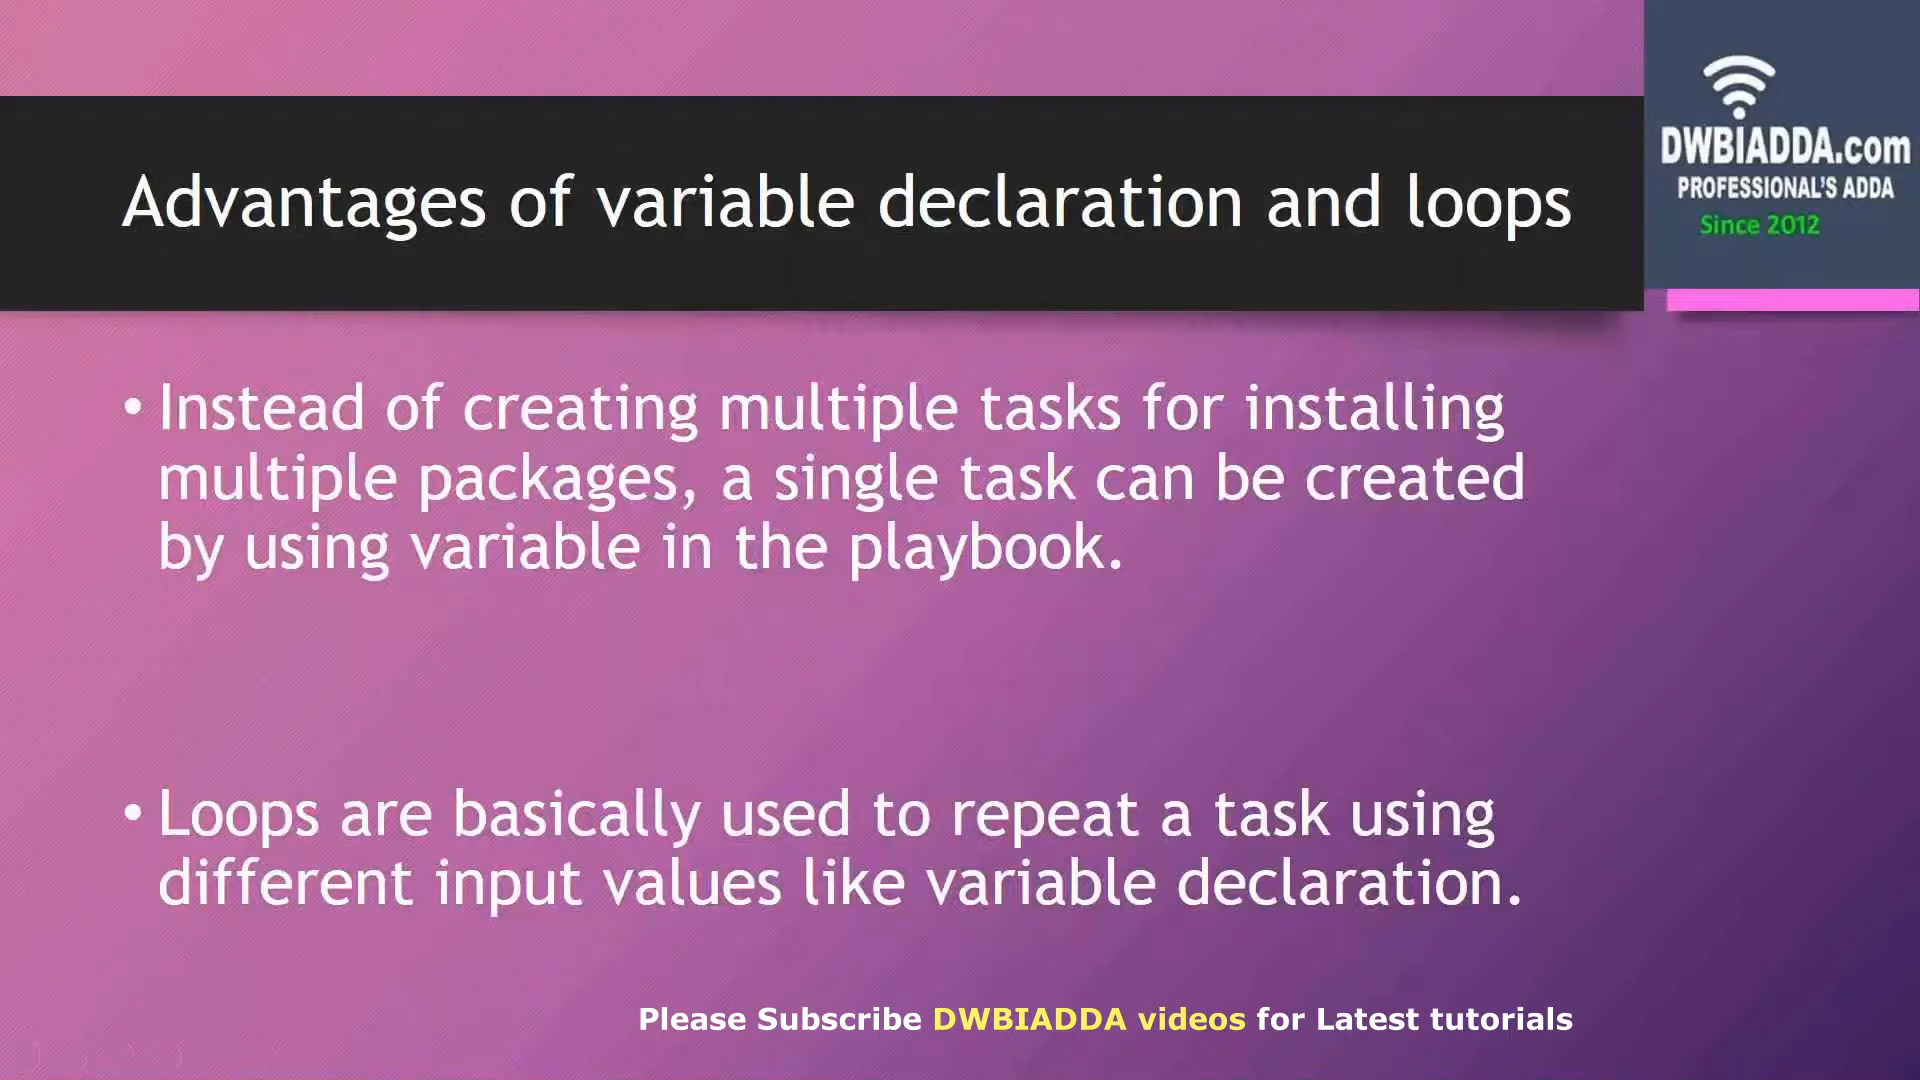 DWBIADDA.com
PROFESSIONAL'S ADDA
Since 2012
Advantages of variable declaration and loops
• Instead of creating multiple tasks for installing
multiple packages, a single task can be created
by using variable in the playbook.
• Loops are basically used to repeat a task using
different input values like variable declaration.
Please Subscribe DWBIADDA videos for Latest tutorials